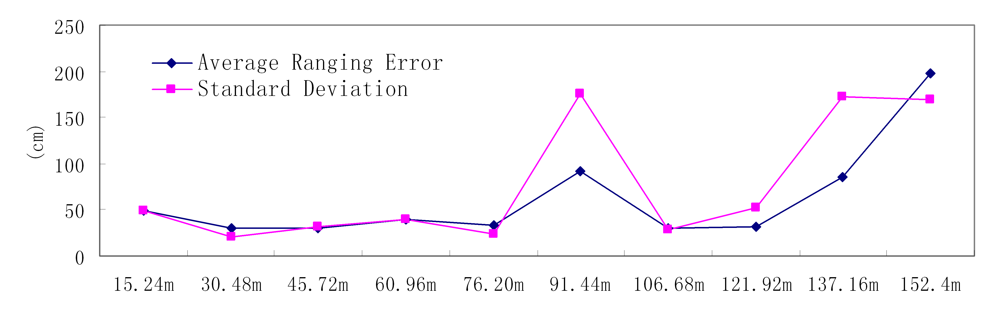 250
200
150
100
50
0
(cm)
Average Ranging Error
Standard Deviation
15.24m 30.48m 45.72m 60.96m 76.20m 91.44m 106.68m 121.92m 137.16m 152.4m